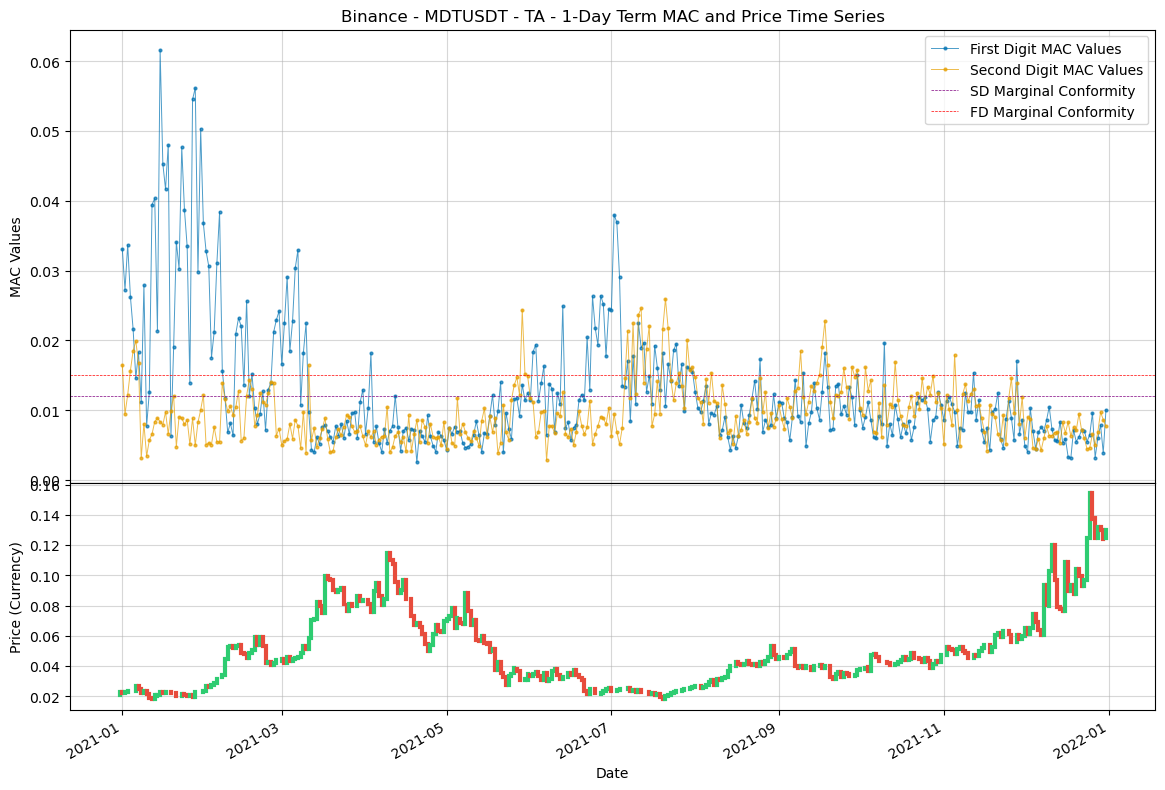 Binance - MDTUSDT - TA - 1-Day Term MAC and Price Time Series
First Digit MAC Values
Second Digit MAC Values
SD Marginal Conformity
FD Marginal Conformity
MAC Values
0.06
0.05
0.04
0.03
0.02
0.01
0.00
Price (Currency)
0.16
0.14
0.12
0.10
0.08
0.06
0.04
0.02
2021-01
2021-03
2021-05
2021-07
2021-09
2021-11
2022-01
Date